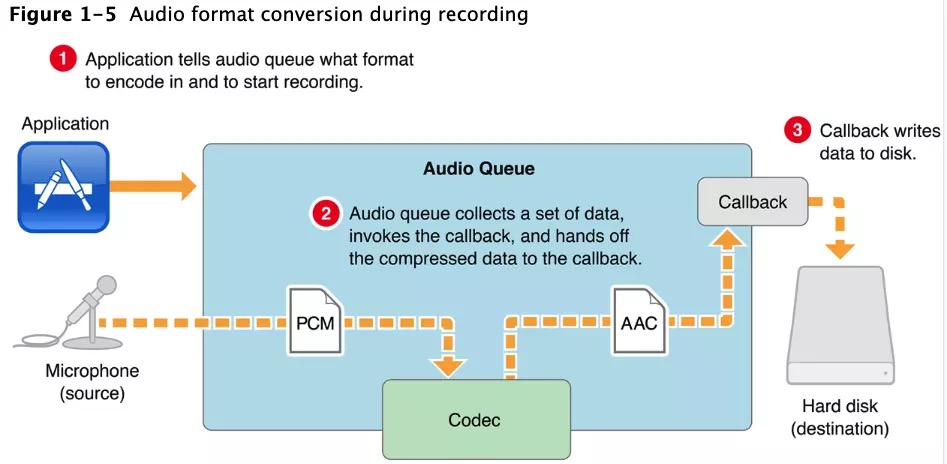 Figure 1-5 Audio format conversion during recording
1 Application tells audio queue what format
to encode in and to start recording.
Application
3 Callback writes
data to disk.
Audio Queue
Callback
2 Audio queue collects a set of data,
invokes the callback, and hands off
the compressed data to the callback.
PCM
AAC
Microphone
(source)
Codec
Hard disk
(destination)